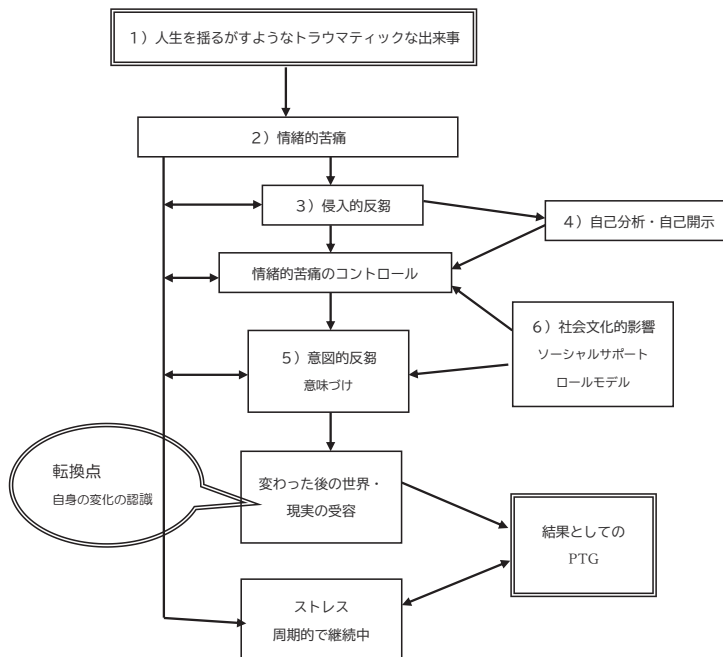 1）人生を揺るがすようなトラウマティックな出来事
2）情緒的苦痛
3）侵入的反芻
4）自己分析・自己開示
情緒的苦痛のコントロール
6）社会文化的影響
ソーシャルサポート
ロールモデル
5）意図的反芻
意味づけ
転換点
自身の変化の認識
変わった後の世界・
現実の受容
結果としての
PTG
ストレス
周期的で継続中